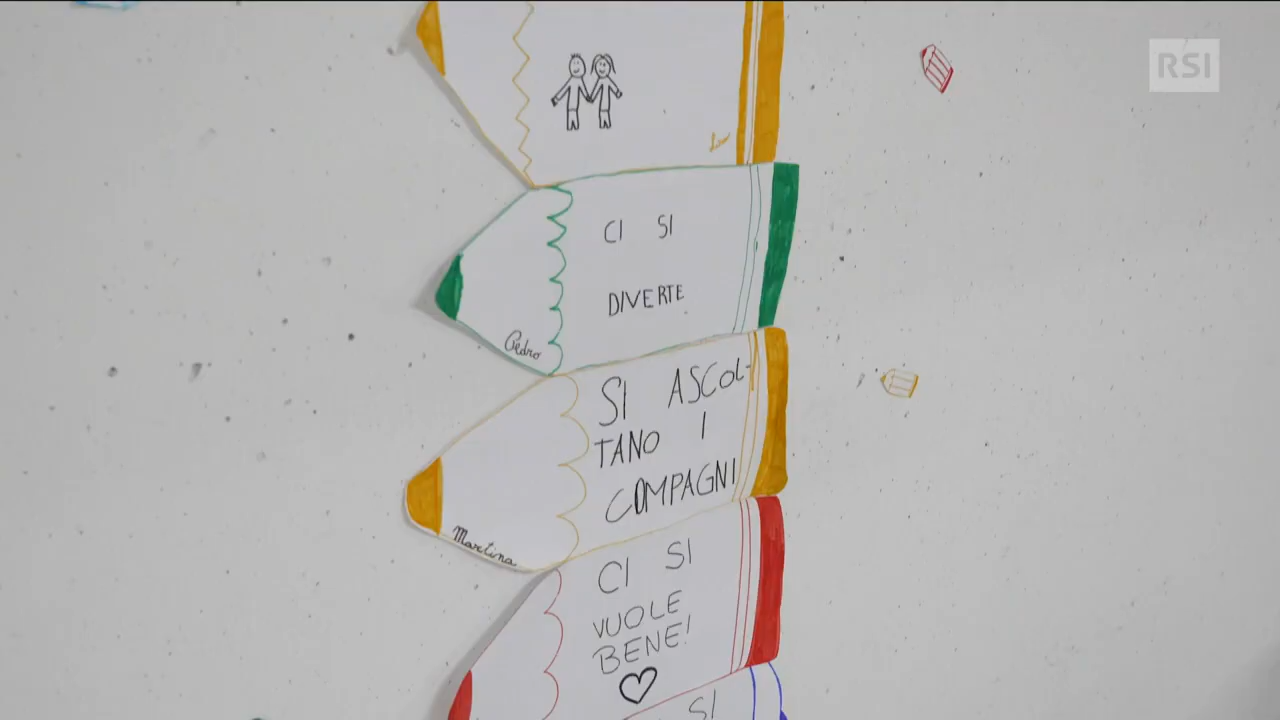 RSI
CI SI
DIVERTE
Pedro
SI ASCOL-
TANO I
COMPAGNI
Martina
CI SI
VUOLE
BENE!
SI